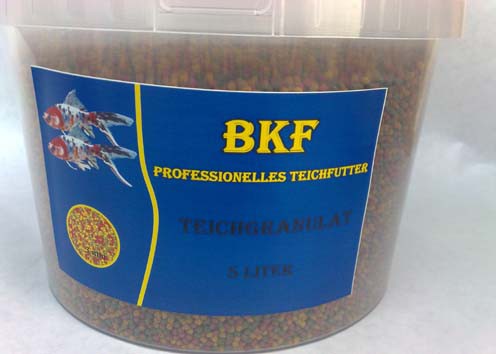 BKF
PROFESSIONELLES TEICHFUTTER
TEICHGRANULAT
5 LITER